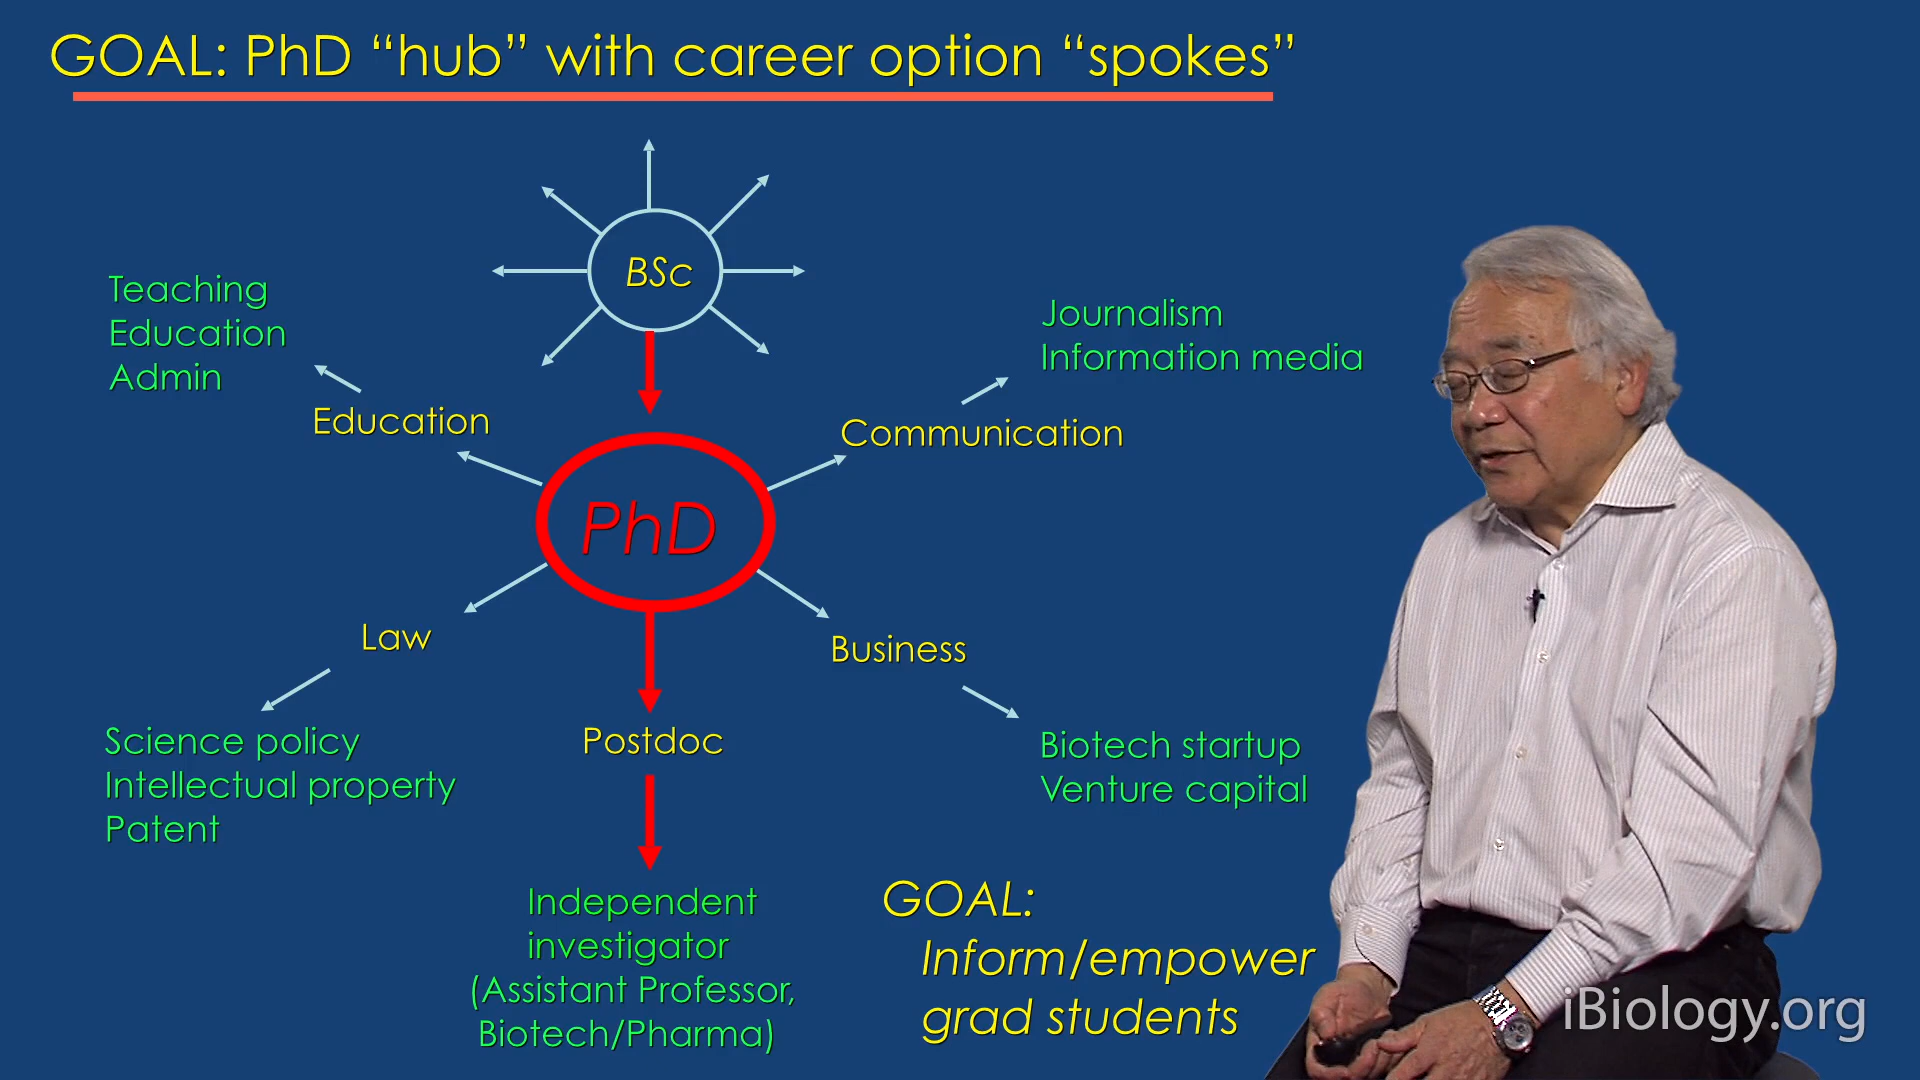 GOAL: PhD “hub” with career option “spokes”
BSc
Teaching
Education
Admin
Education
Journalism
Information media
Communication
PhD
Law
Science policy
Intellectual property
Patent
Postdoc
Business
Biotech startup
Venture capital
Independent
investigator
(Assistant Professor,
Biotech/Pharma)
GOAL:
Inform/empower
grad students
iBiology.org